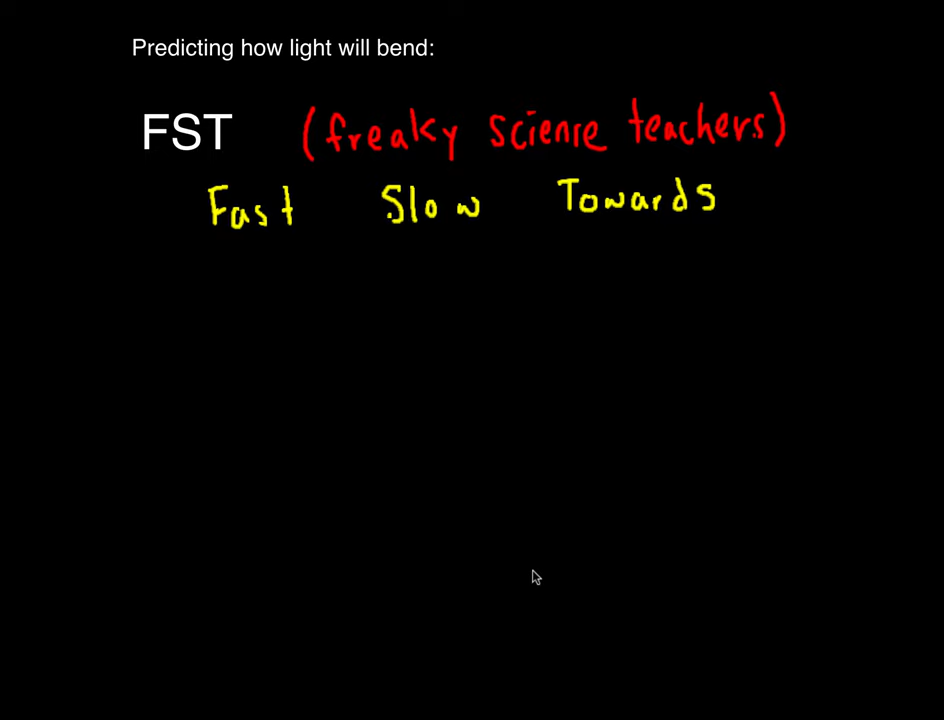 Predicting how light will bend:
FST (freaky science teachers)
Fast Slow Towards